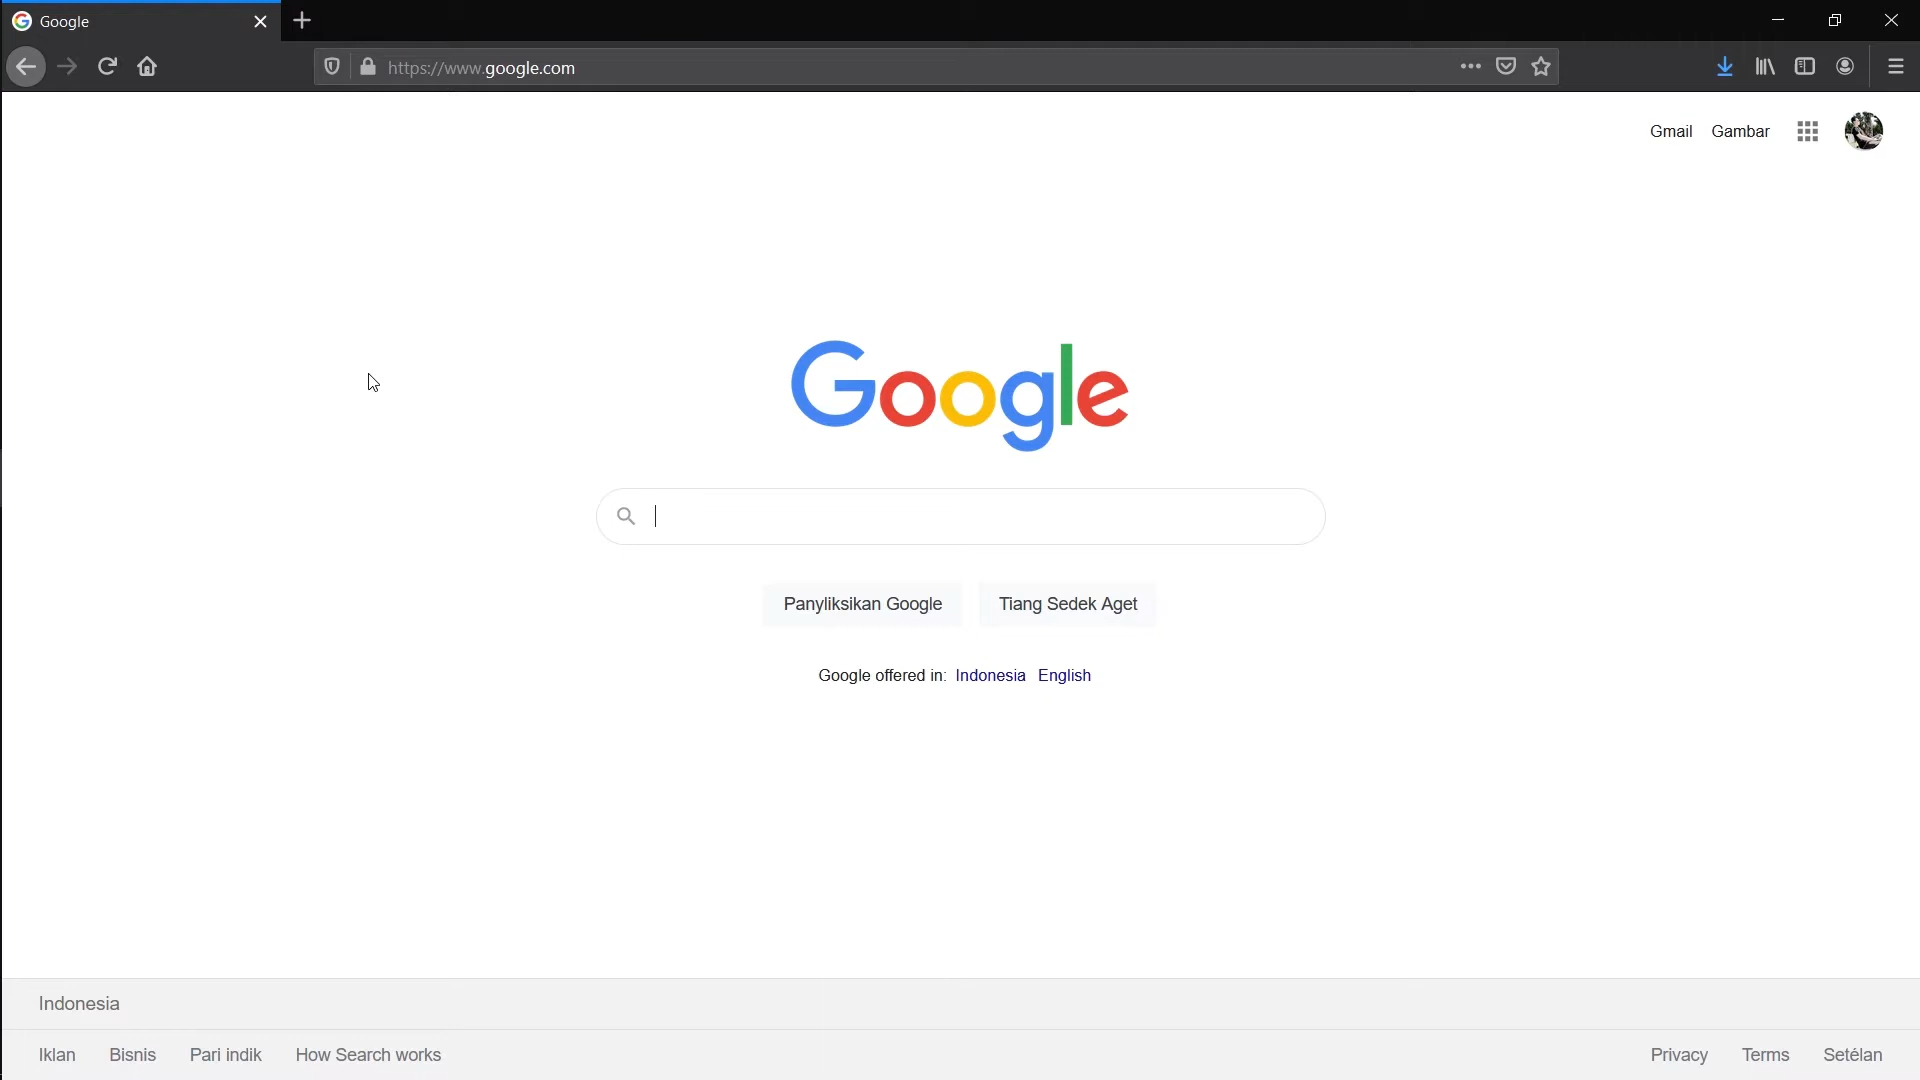 Google
https://www.google.com
Gmail Gambar
Google
Panyliksikan Google Tiang Sedek Aget
Google offered in: Indonesia English
Indonesia
Iklan Bisnis Pari indik How Search works Privacy Terms Setélan